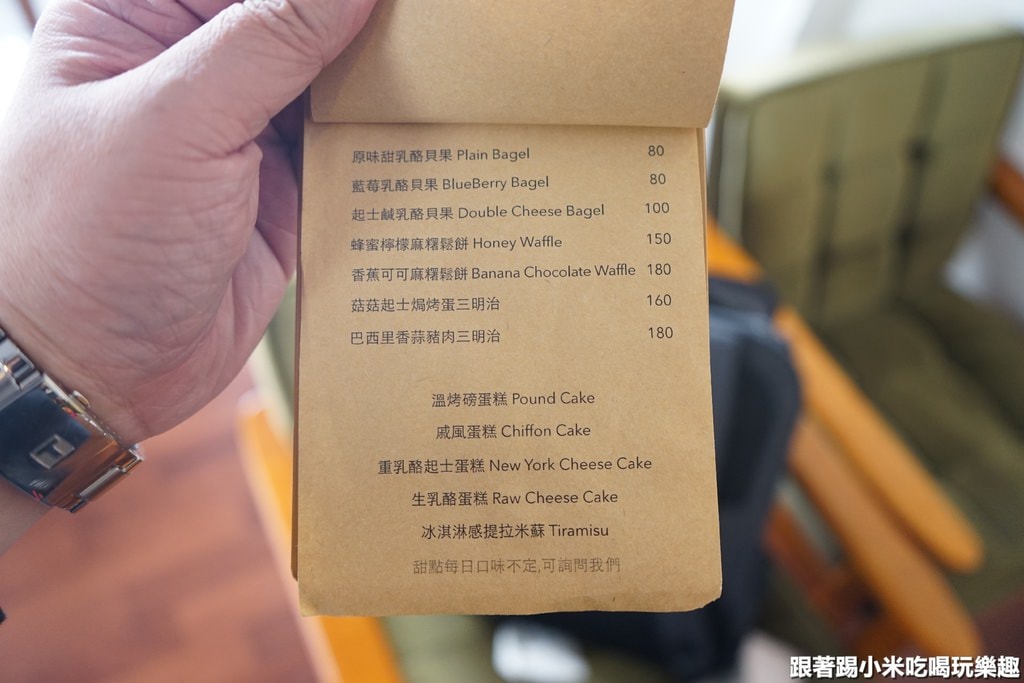 原味甜乳酪貝果 Plain Bagel 80
藍莓乳酪貝果 BlueBerry Bagel 80
起士鹹乳酪貝果 Double Cheese Bagel 100
蜂蜜檸檬麻糬鬆餅 Honey Waffle 150
香蕉可可麻糬鬆餅 Banana Chocolate Waffle 180
菇菇起士焗烤蛋三明治 160
巴西里香蒜豬肉三明治 180
溫烤磅蛋糕 Pound Cake
戚風蛋糕 Chiffon Cake
重乳酪起士蛋糕 New York Cheese Cake
生乳酪蛋糕 Raw Cheese Cake
冰淇淋感提拉米蘇 Tiramisu
甜點每日口味不定,可詢問我們
跟著踢小米吃喝玩樂趣